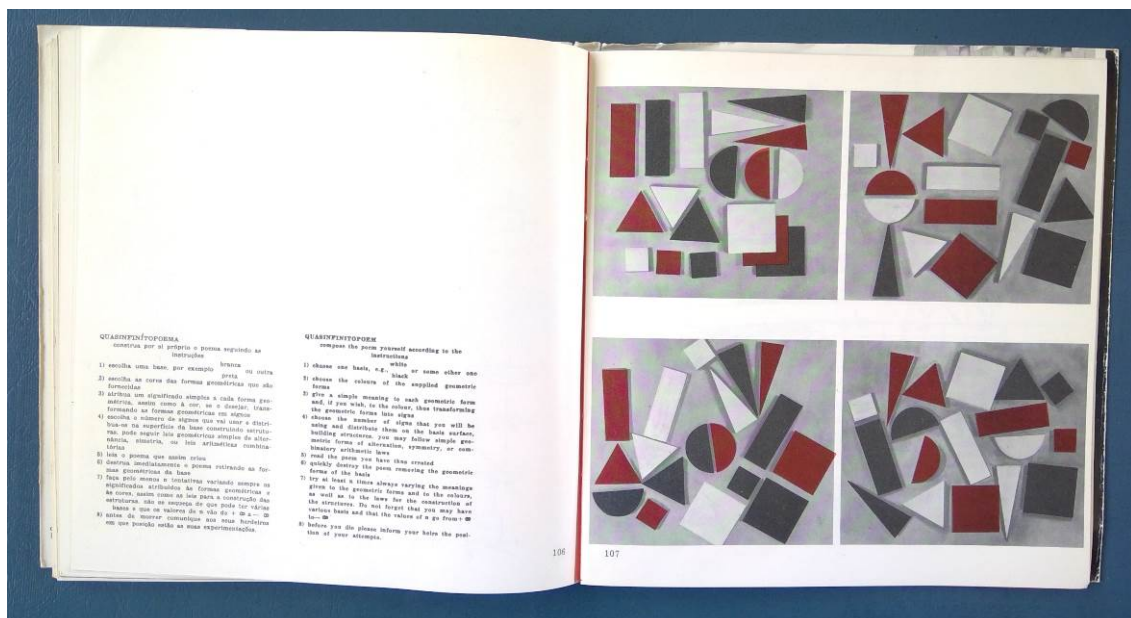 QUASINFINÍTOPOEMA
construa por si próprio o poema seguindo as
instruções
1) escolha uma base, por exemplo branca preta ou outra
2) escolha as cores das formas geométricas que são
fornecidas
3) atribua um significado simples a cada forma geo-
métrica, assim como à cor, se o desejar, trans-
formando as formas geométricas em signos
4) escolha o número de signos que vai usar e distri-
bua-os na superfície da base construindo estrutu-
ras, pode seguir leis geométricas simples de alter-
nância, simetria, ou leis aritméticas combina-
tórias
5) leia o poema que assim criou
6) destrua imediatamente o poema retirando as for-
mas geométricas da base
7) faça pelo menos n tentativas variando sempre os
significados atribuídos às formas geométricas e
às cores, assim como as leis para a construção das
estruturas. não se esqueça de que pode ter várias
bases e que os valores de n vão de + ∞ a — ∞
8) antes de morrer comunique aos seus herdeiros
em que posição estão as suas experimentações.
QUASINFINITOPOEM
compose the poem yourself according to the
instructions
1) choose one basis, e.g., white black or some other one
2) choose the colours of the supplied geometric
forms
3) give a simple meaning to each geometric form
and, if you wish, to the colour, thus transforming
the geometric forms into signs
4) choose the number of signs that you will be
using and distribute them on the basis surface,
building structures. you may follow simple geo-
metric forms of alternation, symmetry, or com-
binatory arithmetic laws
5) read the poem you have thus created
6) quickly destroy the poem removing the geometric
forms of the basis
7) try at least n times always varying the meanings
given to the geometric forms and to the colours,
as well as to the laws for the construction of
the structures. Do not forget that you may have
various basis and that the values of n go from + ∞
to — ∞
8) before you die please inform your heirs the posi-
tion of your attempts.
106
107